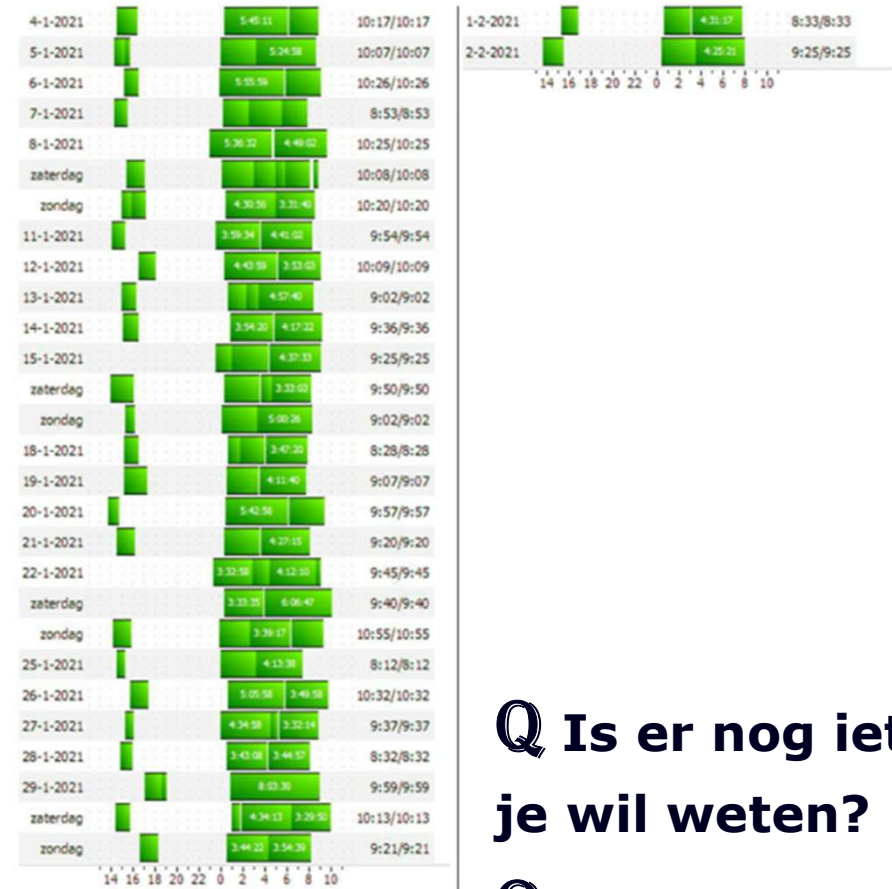 4-1-2021 5:45:11 10:17/10:17
5-1-2021 5:24:58 10:07/10:07
6-1-2021 5:55:59 10:26/10:26
7-1-2021 8:53/8:53
8-1-2021 5:36:32 4:49:02 10:25/10:25
zaterdag 10:08/10:08
zondag 4:30:56 3:31:40 10:20/10:20
11-1-2021 3:59:34 4:41:02 9:54/9:54
12-1-2021 4:43:59 3:53:03 10:09/10:09
13-1-2021 4:57:40 9:02/9:02
14-1-2021 3:54:20 4:17:22 9:36/9:36
15-1-2021 4:37:33 9:25/9:25
zaterdag 3:33:03 9:50/9:50
zondag 5:00:26 9:02/9:02
18-1-2021 3:47:20 8:28/8:28
19-1-2021 4:11:40 9:07/9:07
20-1-2021 5:42:56 9:57/9:57
21-1-2021 4:27:15 9:20/9:20
22-1-2021 3:32:58 4:12:10 9:45/9:45
zaterdag 3:33:35 6:06:47 9:40/9:40
zondag 3:39:17 10:55/10:55
25-1-2021 4:13:38 8:12/8:12
26-1-2021 5:05:58 3:49:58 10:32/10:32
27-1-2021 4:34:58 3:32:14 9:37/9:37
28-1-2021 3:43:08 3:44:57 8:32/8:32
29-1-2021 8:03:30 9:59/9:59
zaterdag 4:34:13 3:29:50 10:13/10:13
zondag 3:44:22 3:54:39 9:21/9:21
14 16 18 20 22 0 2 4 6 8 10
1-2-2021 4:31:17 8:33/8:33
2-2-2021 4:25:21 9:25/9:25
14 16 18 20 22 0 2 4 6 8 10
Q Is er nog iet
je wil weten?